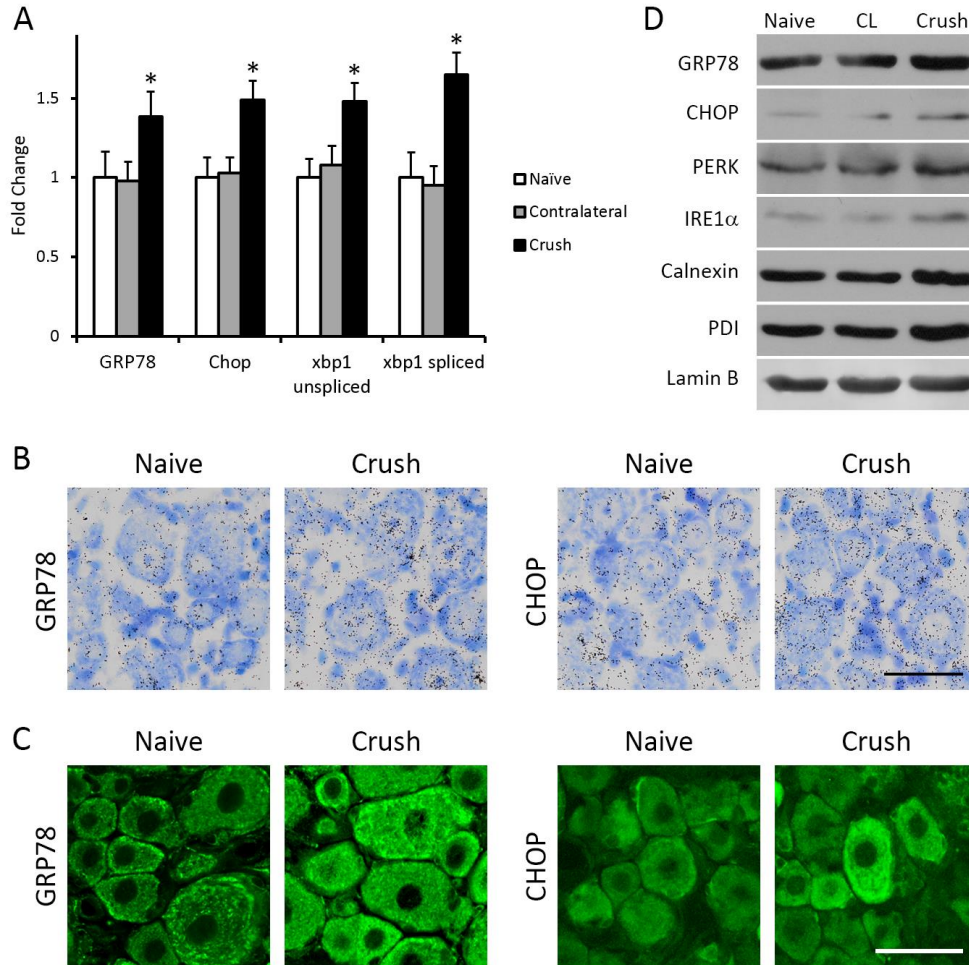 A
*
*
*
*
1.5
1
0.5
0
Fold Change
GRP78
Chop
xbp1
unspliced
xbp1 spliced
Naïve
Contralateral
Crush
D
Naive CL Crush
GRP78
CHOP
PERK
IRE1α
Calnexin
PDI
Lamin B
B
Naive Crush
GRP78
Naive Crush
CHOP
C
Naive Crush
GRP78
Naive Crush
CHOP